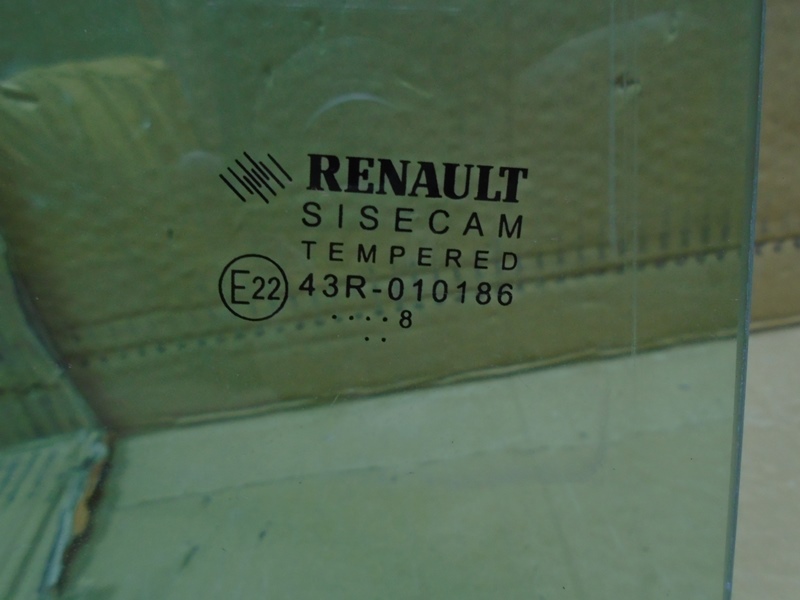 RENAULT
SISECAM
TEMPERED
E22 43R-010186
....8
..